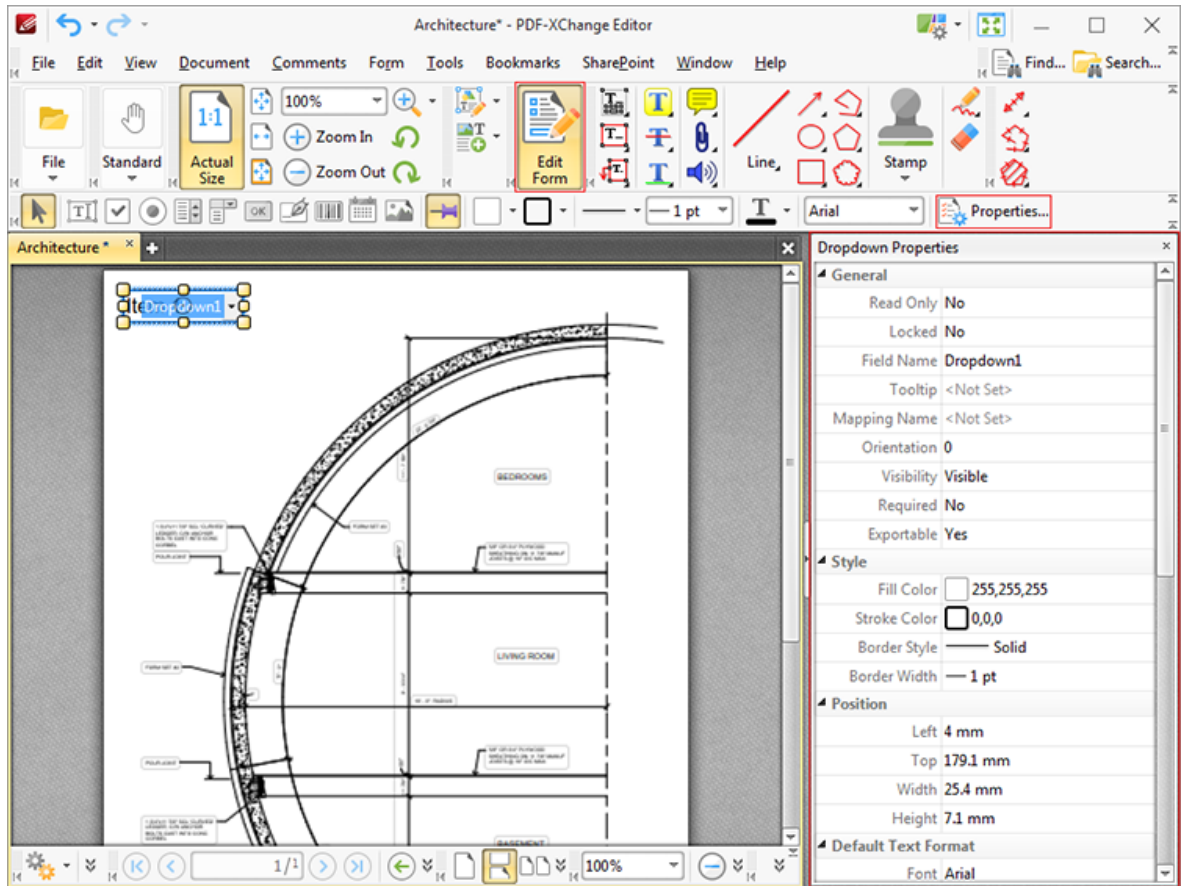 Architecture* - PDF-XChange Editor
File Edit View Document Comments Form Tools Bookmarks SharePoint Window Help Find... Search...
File
Standard
1:1
Actual Size
100%
Zoom In
Zoom Out
Edit Form
Line
Stamp
OK
1 pt
Arial
Properties...
Architecture *
Dropdown Properties
General
Read Only No
Locked No
Field Name Dropdown1
Tooltip <Not Set>
Mapping Name <Not Set>
Orientation 0
Visibility Visible
Required No
Exportable Yes
Style
Fill Color 255,255,255
Stroke Color 0,0,0
Border Style Solid
Border Width 1 pt
Position
Left 4 mm
Top 179.1 mm
Width 25.4 mm
Height 7.1 mm
Default Text Format
Font Arial
Dropdown1
BEDROOMS
LIVING ROOM
BASEMENT
1/1
100%